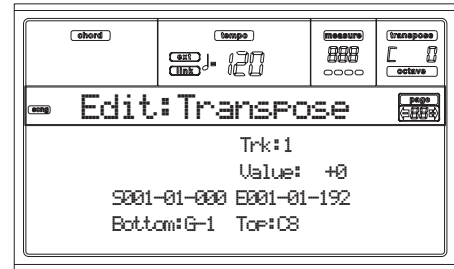 chord
tempo
measure
transpose
ext
link
♩= 120
888
C 0
octave
song
Edit:Transpose
page
88
Trk:1
Value: +0
S001-01-000 E001-01-192
Bottom:G-1 Top:C8